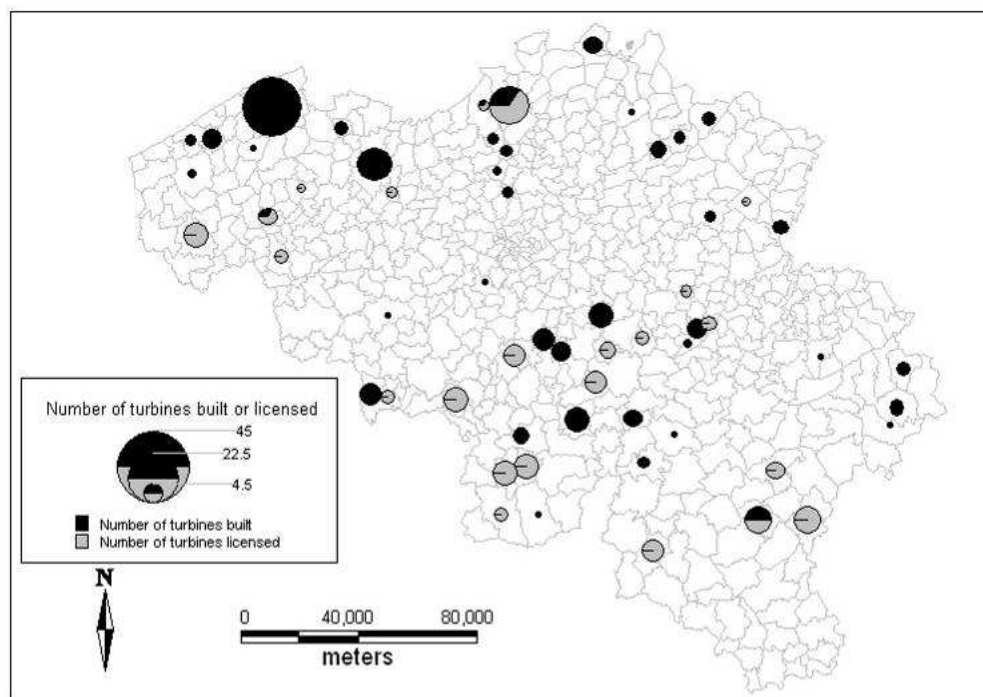 Number of turbines built or licensed
45
22.5
4.5
Number of turbines built
Number of turbines licensed
N
0 40,000 80,000
meters